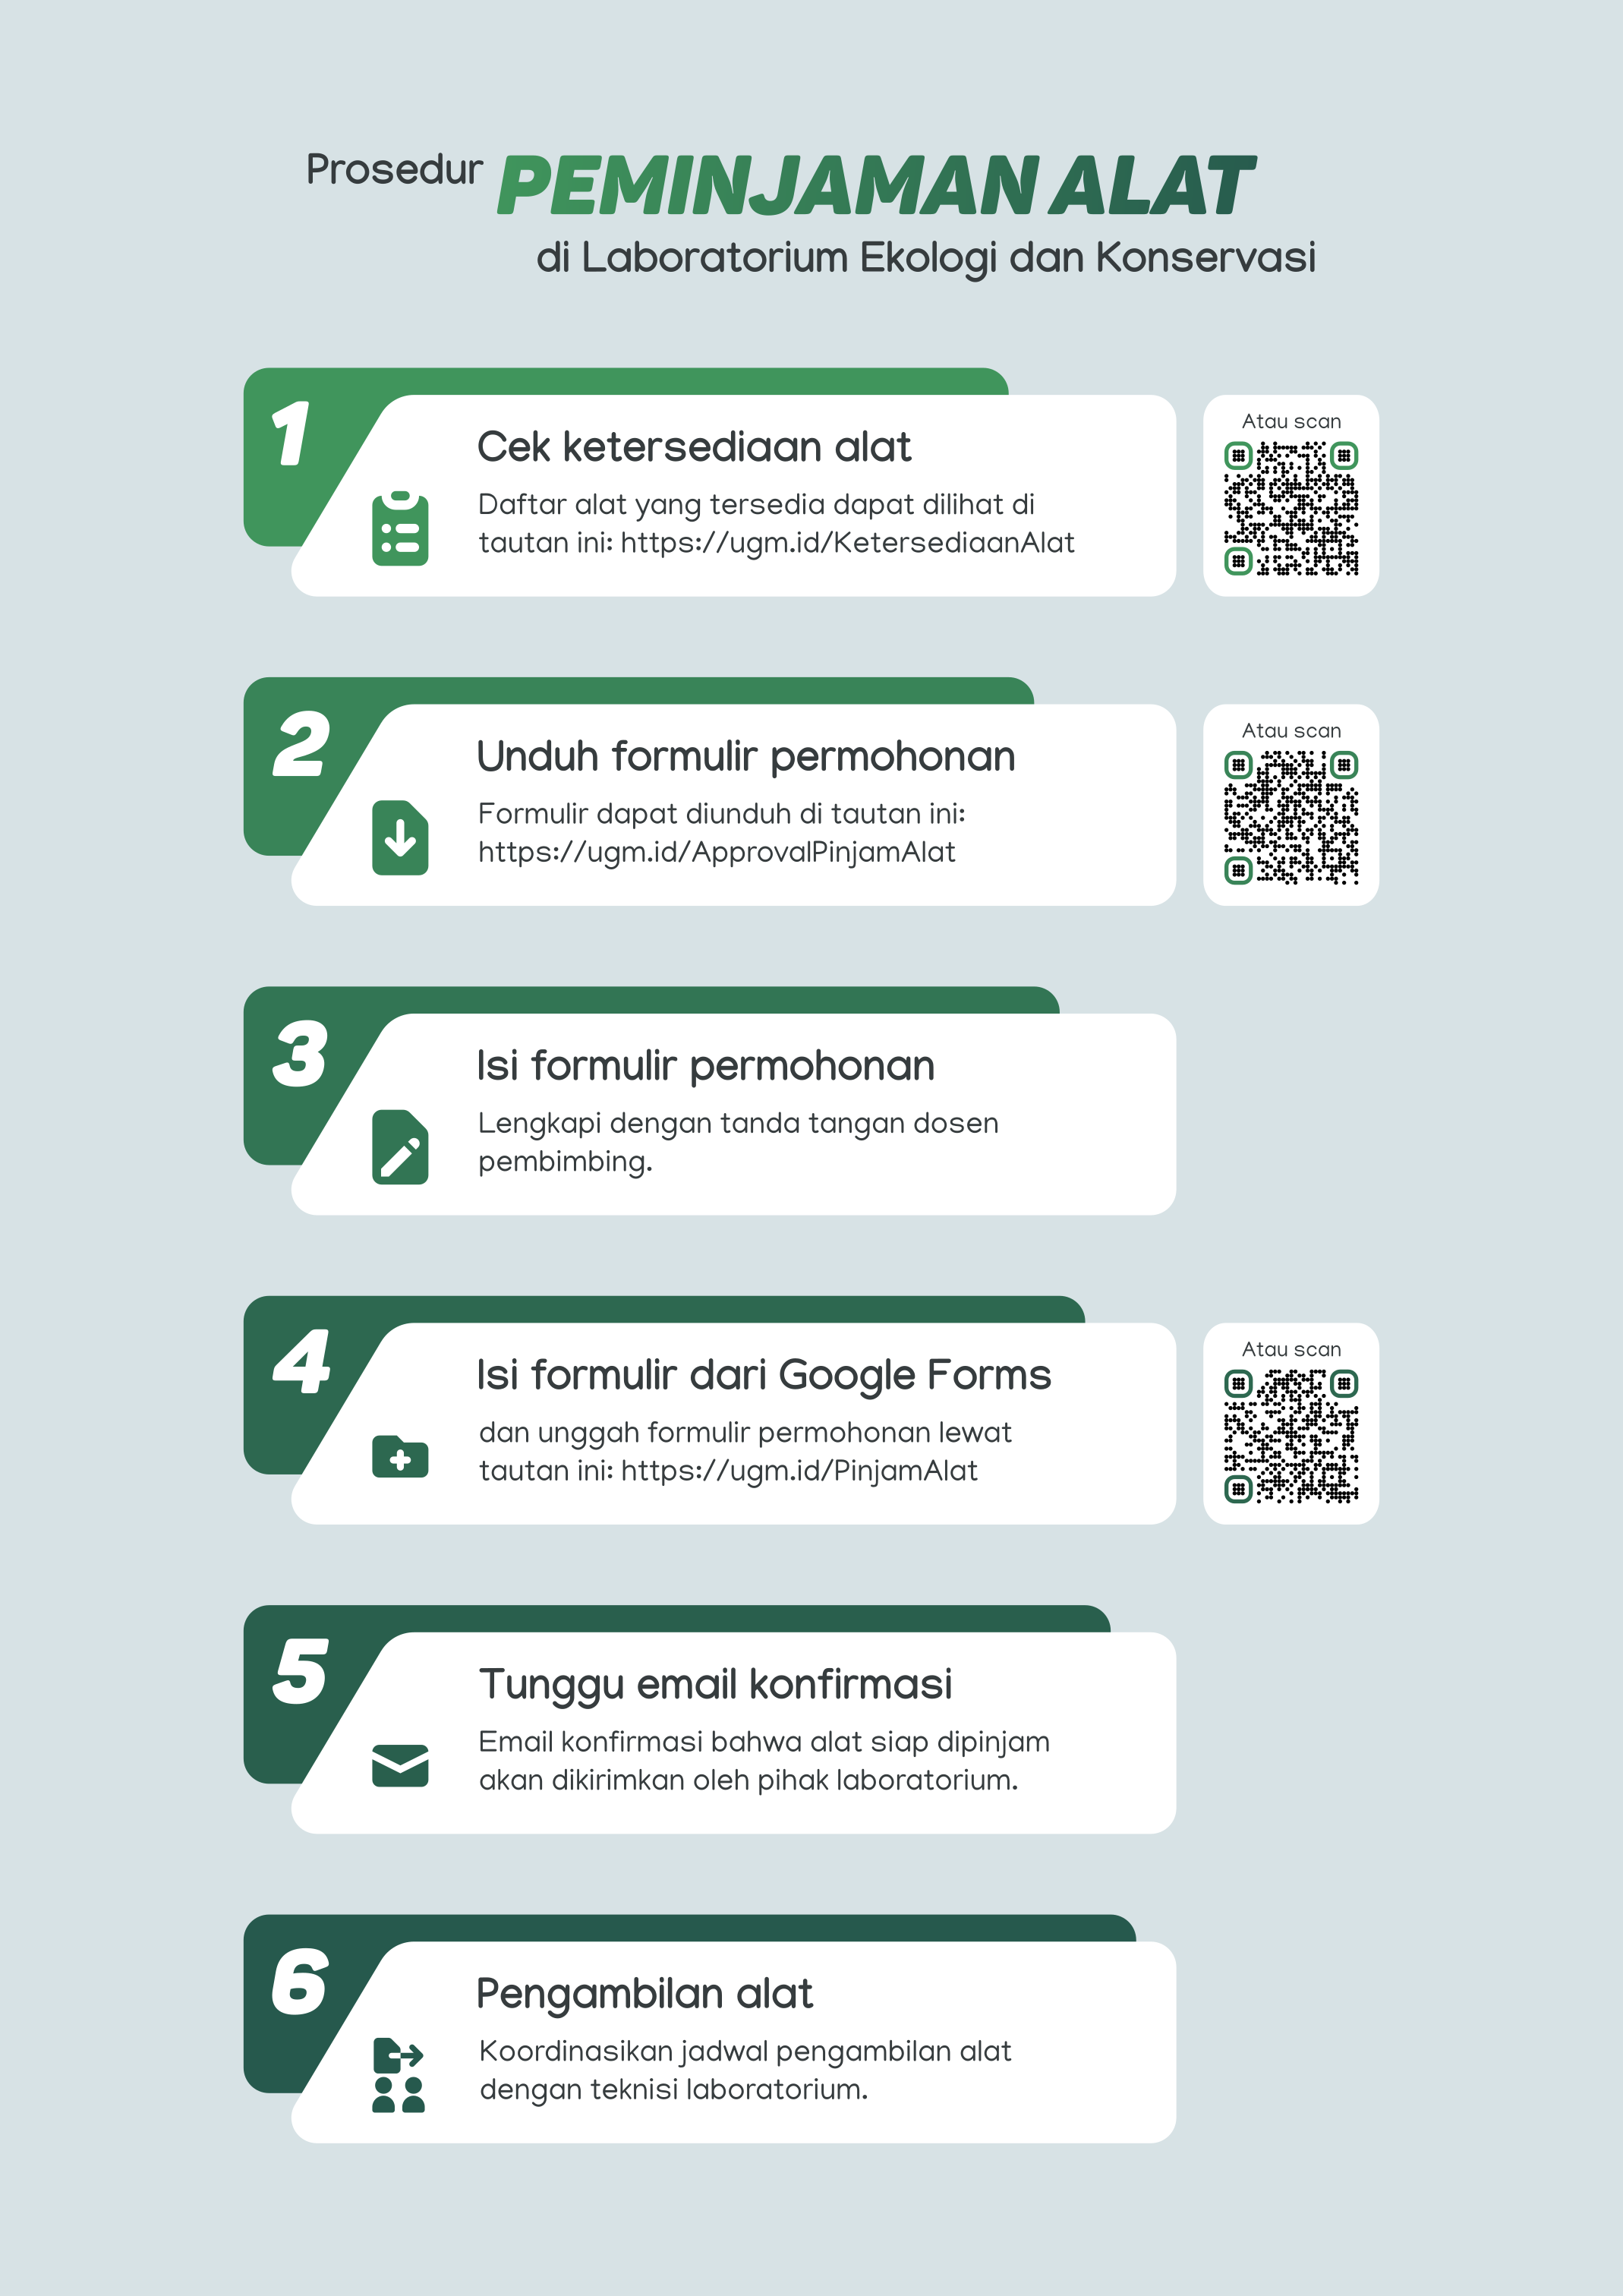 Prosedur PEMINJAMAN ALAT
di Laboratorium Ekologi dan Konservasi
1
Cek ketersediaan alat
Daftar alat yang tersedia dapat dilihat di
tautan ini: https://ugm.id/KetersediaanAlat
Atau scan
2
Unduh formulir permohonan
Formulir dapat diunduh di tautan ini:
https://ugm.id/ApprovalPinjamAlat
Atau scan
3
Isi formulir permohonan
Lengkapi dengan tanda tangan dosen
pembimbing.
4
Isi formulir dari Google Forms
dan unggah formulir permohonan lewat
tautan ini: https://ugm.id/PinjamAlat
Atau scan
5
Tunggu email konfirmasi
Email konfirmasi bahwa alat siap dipinjam
akan dikirimkan oleh pihak laboratorium.
6
Pengambilan alat
Koordinasikan jadwal pengambilan alat
dengan teknisi laboratorium.